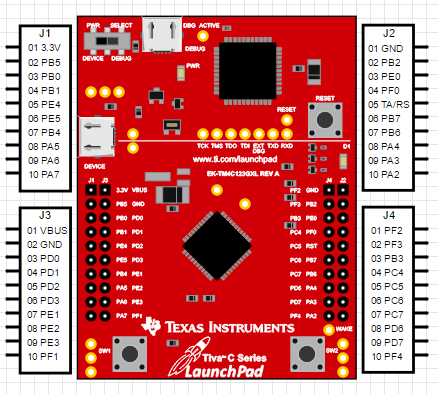 J1
01 3.3V
02 PB5
03 PB0
04 PB1
05 PE4
06 PE5
07 PB4
08 PA5
09 PA6
10 PA7
J3
01 VBUS
02 GND
03 PD0
04 PD1
05 PD2
06 PD3
07 PE1
08 PE2
09 PE3
10 PF1
PWR SELECT
DEVICE DEBUG
DBG ACTIVE
DEBUG
PWR
RESET
RESET
TCK TMS TDO TDI EXT TXD RXD
DBG
www.ti.com/launchpad
EK-TM4C123GXL REV A
D1
DEVICE
J1 J3
3.3V VBUS
PB5 GND
PB0 PD0
PB1 PD1
PE4 PD2
PE5 PD3
PB4 PE1
PA5 PE2
PA6 PE3
PA7 PF1
J4 J2
PF2 GND
PF3 PB2
PB3
PC4 PF0
PC5 RST
PC6 PB7
PC7 PB6
PD6 PA4
PD7 PA3
PF4 PA2
WAKE
TEXAS INSTRUMENTS
SW1
SW2
Tiva™ C Series
LaunchPad
J2
01 GND
02 PB2
03 PE0
04 PF0
05 TA/RS
06 PB7
07 PB6
08 PA4
09 PA3
10 PA2
J4
01 PF2
02 PF3
03 PB3
04 PC4
05 PC5
06 PC6
07 PC7
08 PD6
09 PD7
10 PF4